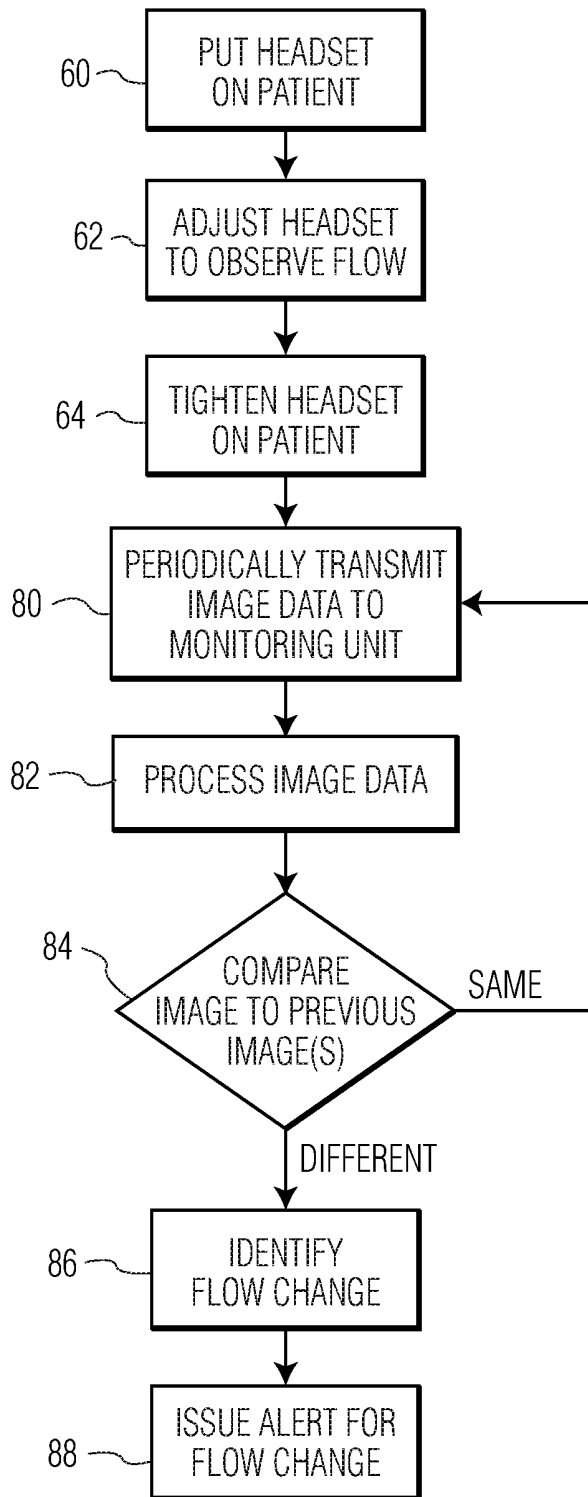 60
PUT HEADSET
ON PATIENT
62
ADJUST HEADSET
TO OBSERVE FLOW
64
TIGHTEN HEADSET
ON PATIENT
80
PERIODICALLY TRANSMIT
IMAGE DATA TO
MONITORING UNIT
82
PROCESS IMAGE DATA
84
COMPARE
IMAGE TO PREVIOUS
IMAGE(S)
SAME
DIFFERENT
86
IDENTIFY
FLOW CHANGE
88
ISSUE ALERT FOR
FLOW CHANGE